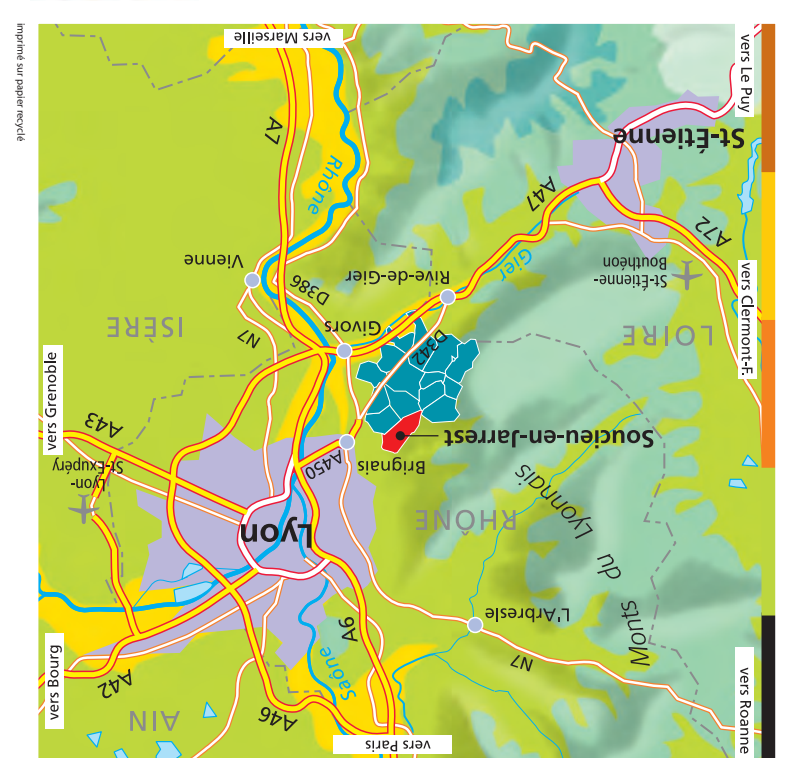 vers Paris
vers Bourg
vers Roanne
AIN
A42
A46
A6
Saône
N7
L'Arbresle
Monts
du
Lyonnais
Lyon
RHÔNE
Lyon-
St-Exupéry
A43
vers Grenoble
A450
Brignais
Soucieu-en-Jarrest
D342
N7
ISÈRE
Givors
LOIRE
vers Clermont-F.
D386
Vienne
Rive-de-Gier
Gier
St-Étienne-
Bouthéon
A72
A47
Rhône
St-Étienne
A7
vers Le Puy
vers Marseille
imprimé sur papier recyclé